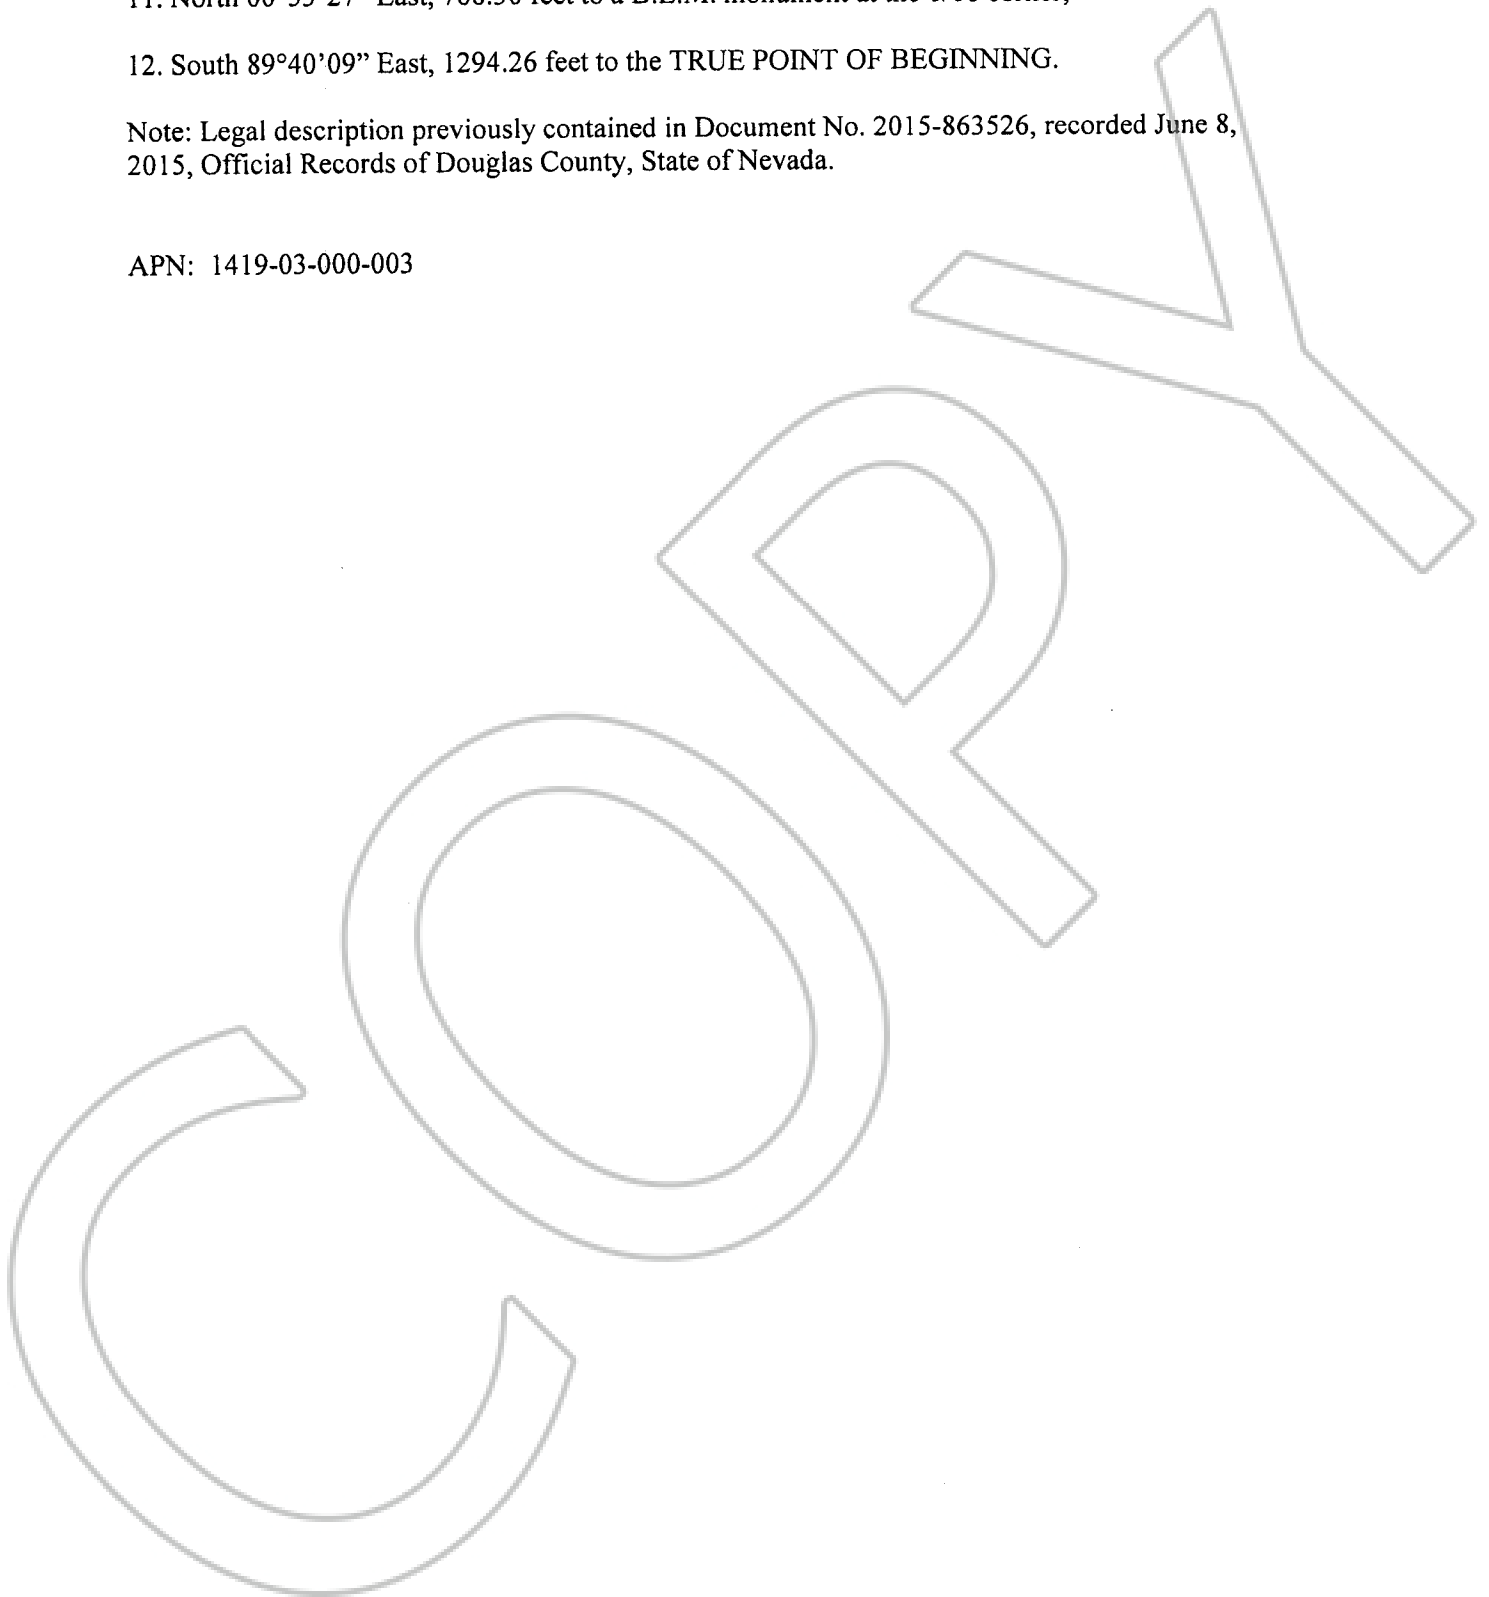 12. South 89°40’09” East, 1294.26 feet to the TRUE POINT OF BEGINNING.
Note: Legal description previously contained in Document No. 2015-863526, recorded June 8,
2015, Official Records of Douglas County, State of Nevada.
APN: 1419-03-000-003
COPY